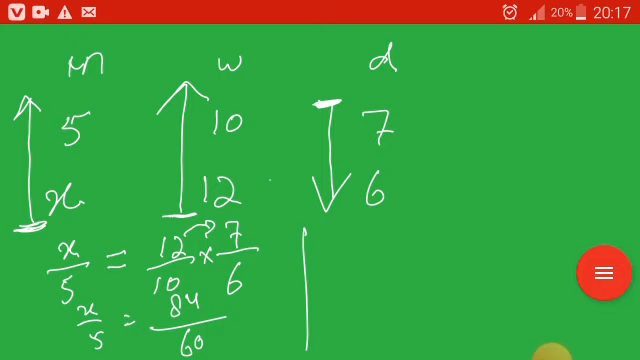 20% 20:17
m w d
5 10 7
x 12 6
x/5 = 12/10 × 7/6
x/5 = 84/60